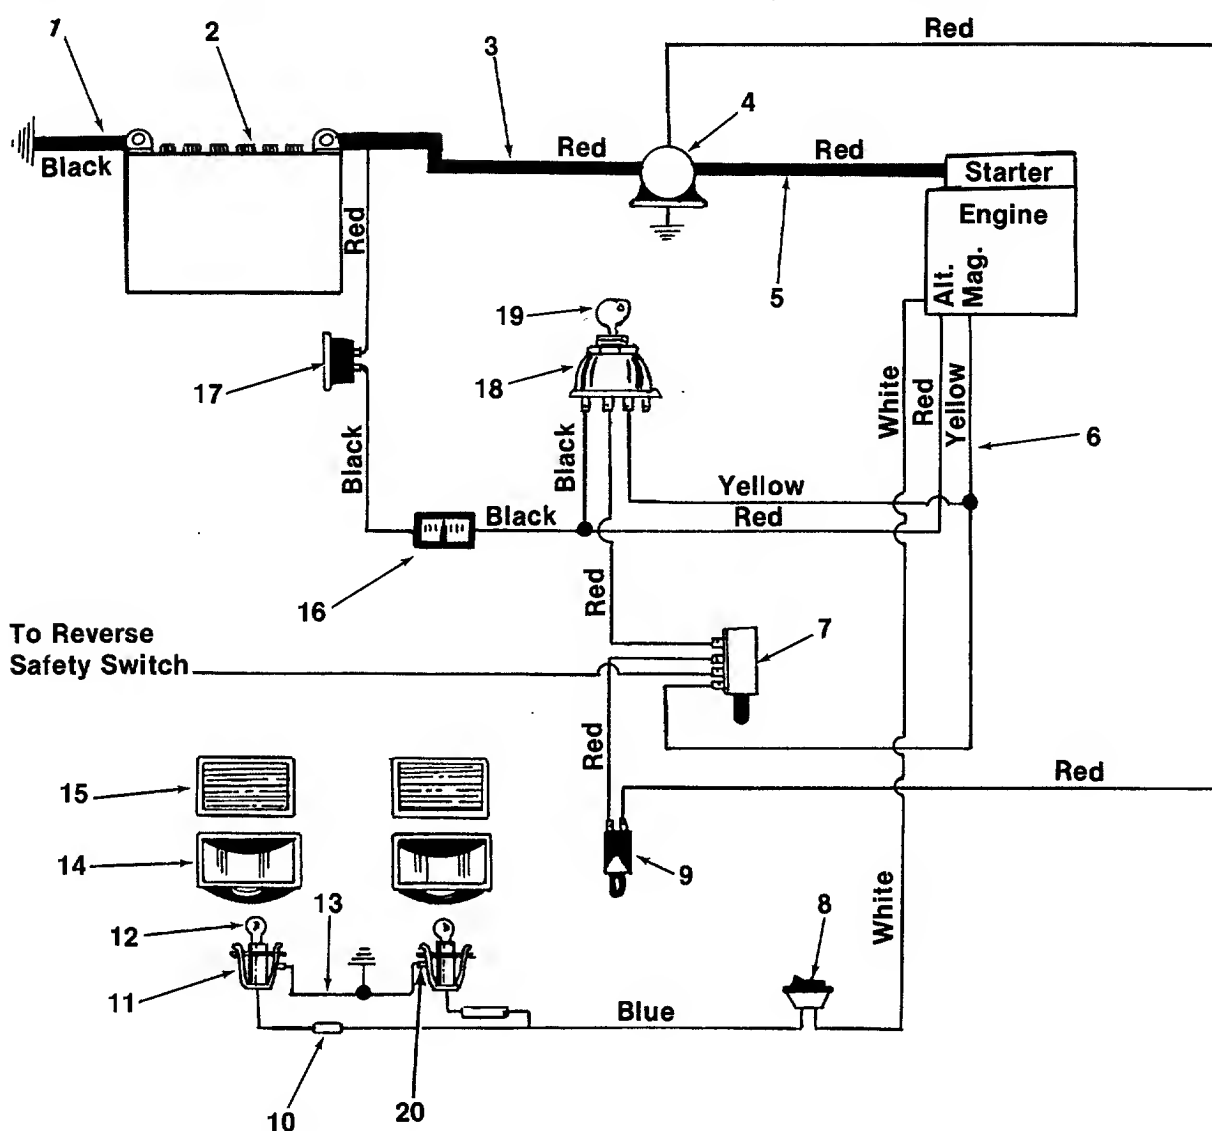 Red
1
2
3
4
Black
Red
Red
Starter
Engine
Alt.
Mag.
Red
5
19
17
18
White
Red
Yellow
6
Black
Black
Yellow
Black
Red
16
Red
To Reverse
Safety Switch
7
Red
15
Red
14
9
13
12
White
8
11
Blue
10
20